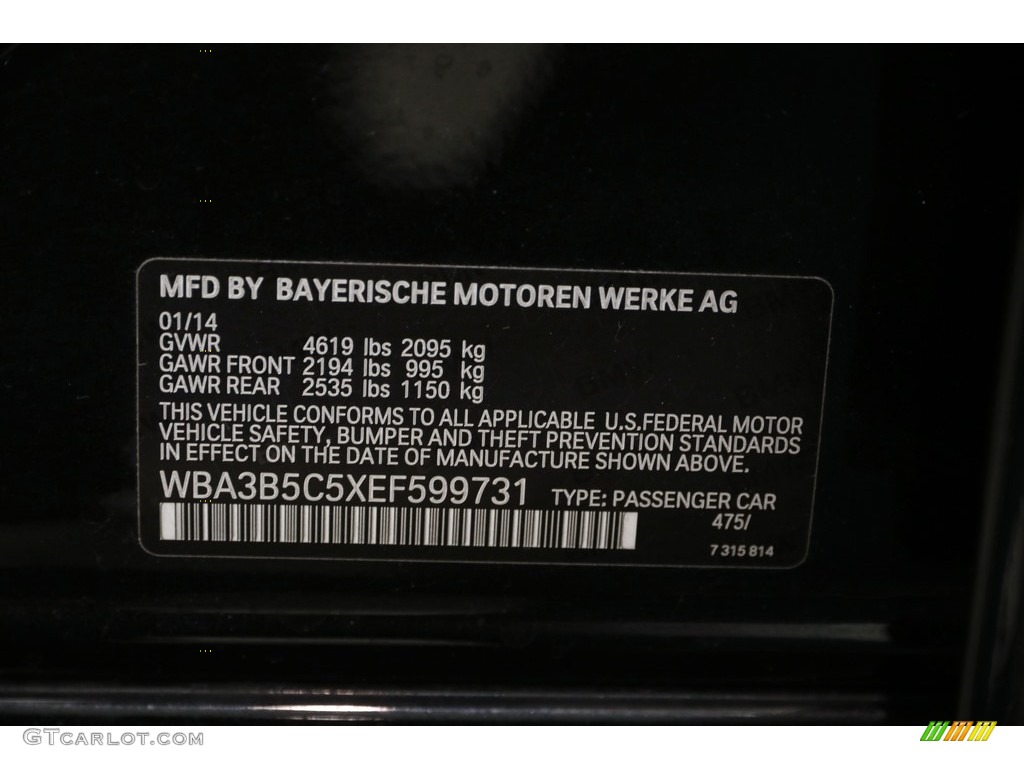 MFD BY BAYERISCHE MOTOREN WERKE AG
01/14
GVWR 4619 lbs 2095 kg
GAWR FRONT 2194 lbs 995 kg
GAWR REAR 2535 lbs 1150 kg
THIS VEHICLE CONFORMS TO ALL APPLICABLE U.S.FEDERAL MOTOR
VEHICLE SAFETY, BUMPER AND THEFT PREVENTION STANDARDS
IN EFFECT ON THE DATE OF MANUFACTURE SHOWN ABOVE.
WBA3B5C5XEF599731 TYPE: PASSENGER CAR
475/
7 315 814
GTCarLot.com